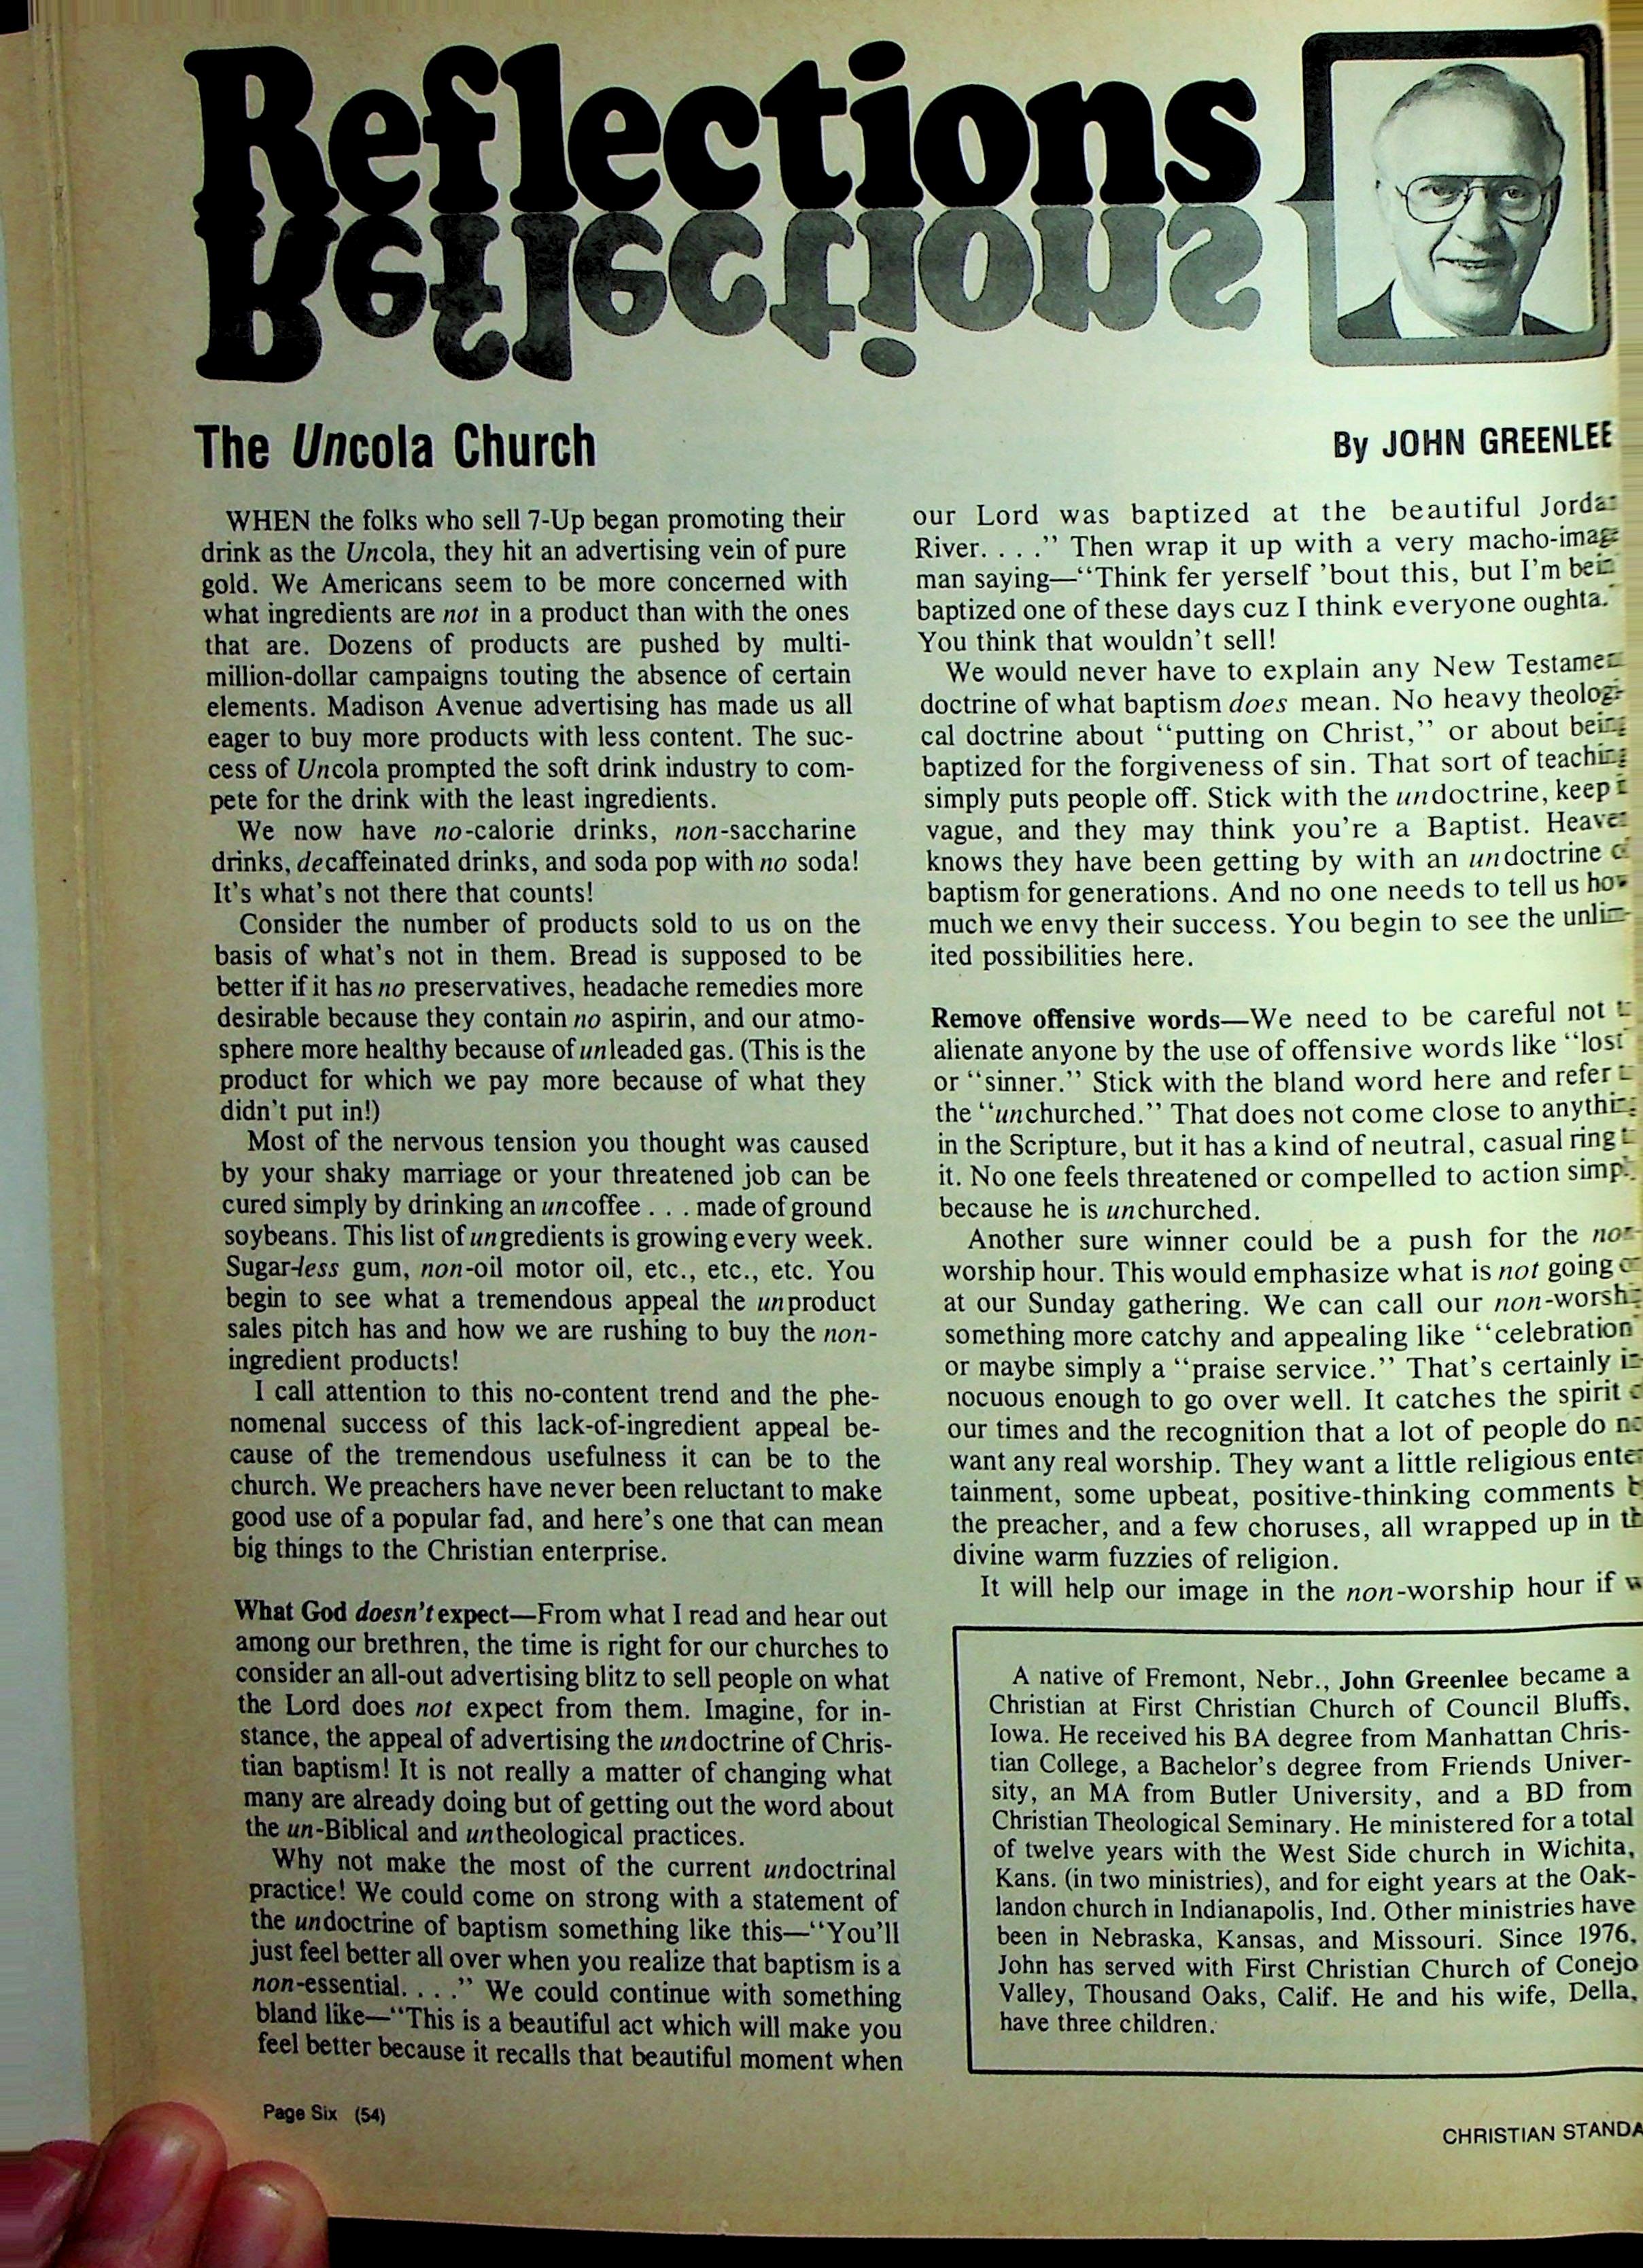 Reflections
Reflections
The Uncola Church
By JOHN GREENLEE
WHEN the folks who sell 7-Up began promoting their
drink as the Uncola, they hit an advertising vein of pure
gold. We Americans seem to be more concerned with
what ingredients are not in a product than with the ones
that are. Dozens of products are pushed by multi-
million-dollar campaigns touting the absence of certain
elements. Madison Avenue advertising has made us all
eager to buy more products with less content. The suc-
cess of Uncola prompted the soft drink industry to com-
pete for the drink with the least ingredients.
We now have no-calorie drinks, non-saccharine
drinks, decaffeinated drinks, and soda pop with no soda!
It's what's not there that counts!
Consider the number of products sold to us on the
basis of what's not in them. Bread is supposed to be
better if it has no preservatives, headache remedies more
desirable because they contain no aspirin, and our atmo-
sphere more healthy because of unleaded gas. (This is the
product for which we pay more because of what they
didn't put in!)
Most of the nervous tension you thought was caused
by your shaky marriage or your threatened job can be
cured simply by drinking an uncoffee . . . made of ground
soybeans. This list of ungredients is growing every week.
Sugar-less gum, non-oil motor oil, etc., etc., etc. You
begin to see what a tremendous appeal the unproduct
sales pitch has and how we are rushing to buy the non-
ingredient products!
I call attention to this no-content trend and the phe-
nomenal success of this lack-of-ingredient appeal be-
cause of the tremendous usefulness it can be to the
church. We preachers have never been reluctant to make
good use of a popular fad, and here's one that can mean
big things to the Christian enterprise.
What God doesn't expect—From what I read and hear out
among our brethren, the time is right for our churches to
consider an all-out advertising blitz to sell people on what
the Lord does not expect from them. Imagine, for in-
stance, the appeal of advertising the undoctrine of Chris-
tian baptism! It is not really a matter of changing what
many are already doing but of getting out the word about
the un-Biblical and untheological practices.
Why not make the most of the current undoctrinal
practice! We could come on strong with a statement of
the undoctrine of baptism something like this—“You'll
just feel better all over when you realize that baptism is a
non-essential. . . .” We could continue with something
bland like—“This is a beautiful act which will make you
feel better because it recalls that beautiful moment when
our Lord was baptized at the beautiful
River. . . .” Then wrap it up with a very
man saying—“Think fer yerself 'bout this, but I'm
baptized one of these days cuz I think everyone oughta.
You think that wouldn't sell!
We would never have to explain any New
doctrine of what baptism does mean. No heavy theologi-
cal doctrine about “putting on Christ,” or about being
baptized for the forgiveness of sin. That sort of teaching
simply puts people off. Stick with the undoctrine, keep
vague, and they may think you're a Baptist.
knows they have been getting by with an undoctrine
baptism for generations. And no one needs to tell us how
much we envy their success. You begin to see the unlim-
ited possibilities here.
Remove offensive words—We need to be careful not
alienate anyone by the use of offensive words like “lost
or “sinner.” Stick with the bland word here and refer
the “unchurched.” That does not come close to anything
in the Scripture, but it has a kind of neutral, casual ring
it. No one feels threatened or compelled to action
because he is unchurched.
Another sure winner could be a push for the
worship hour. This would emphasize what is not going
at our Sunday gathering. We can call our
something more catchy and appealing like “celebration
or maybe simply a “praise service.” That's certainly
nocuous enough to go over well. It catches the spirit
our times and the recognition that a lot of people do
want any real worship. They want a little religious
tainment, some upbeat, positive-thinking comments
the preacher, and a few choruses, all wrapped up in
divine warm fuzzies of religion.
It will help our image in the non-worship hour if
A native of Fremont, Nebr., John Greenlee became a
Christian at First Christian Church of Council Bluffs,
Iowa. He received his BA degree from Manhattan Chris-
tian College, a Bachelor's degree from Friends Univer-
sity, an MA from Butler University, and a BD from
Christian Theological Seminary. He ministered for a total
of twelve years with the West Side church in Wichita,
Kans. (in two ministries), and for eight years at the Oak-
landon church in Indianapolis, Ind. Other ministries have
been in Nebraska, Kansas, and Missouri. Since 1976,
John has served with First Christian Church of Conejo
Valley, Thousand Oaks, Calif. He and his wife, Della,
have three children.
Page Six (54)
CHRISTIAN STANDA